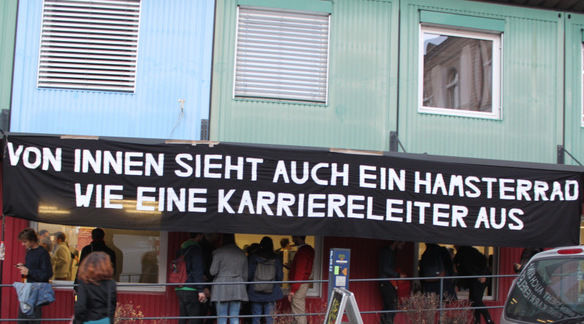 VON INNEN SIEHT AUCH EIN HAMSTERRAD
WIE EINE KARRIERELEITER AUS